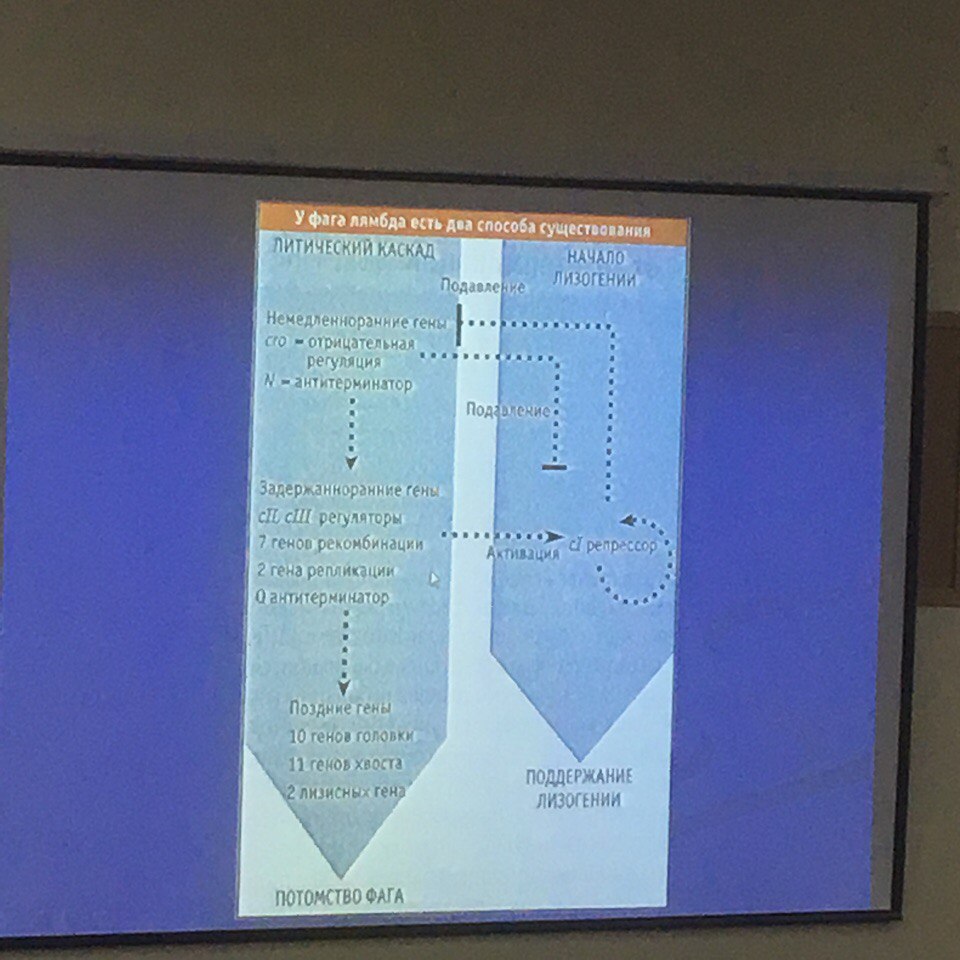 У фага лямбда есть два способа существования
ЛИТИЧЕСКИЙ КАСКАД
Немедленноранние гены
cro – отрицательная
регуляция
N – антитерминатор
Задержанноранние гены
cII, cIII регуляторы
7 генов рекомбинации
2 гена репликации
Q антитерминатор
Поздние гены
10 генов головки
11 генов хвоста
2 лизисных гена
ПОТОМСТВО ФАГА
Подавление
Подавление
Активация
НАЧАЛО
ЛИЗОГЕНИИ
cI репрессор
ПОДДЕРЖАНИЕ
ЛИЗОГЕНИИ